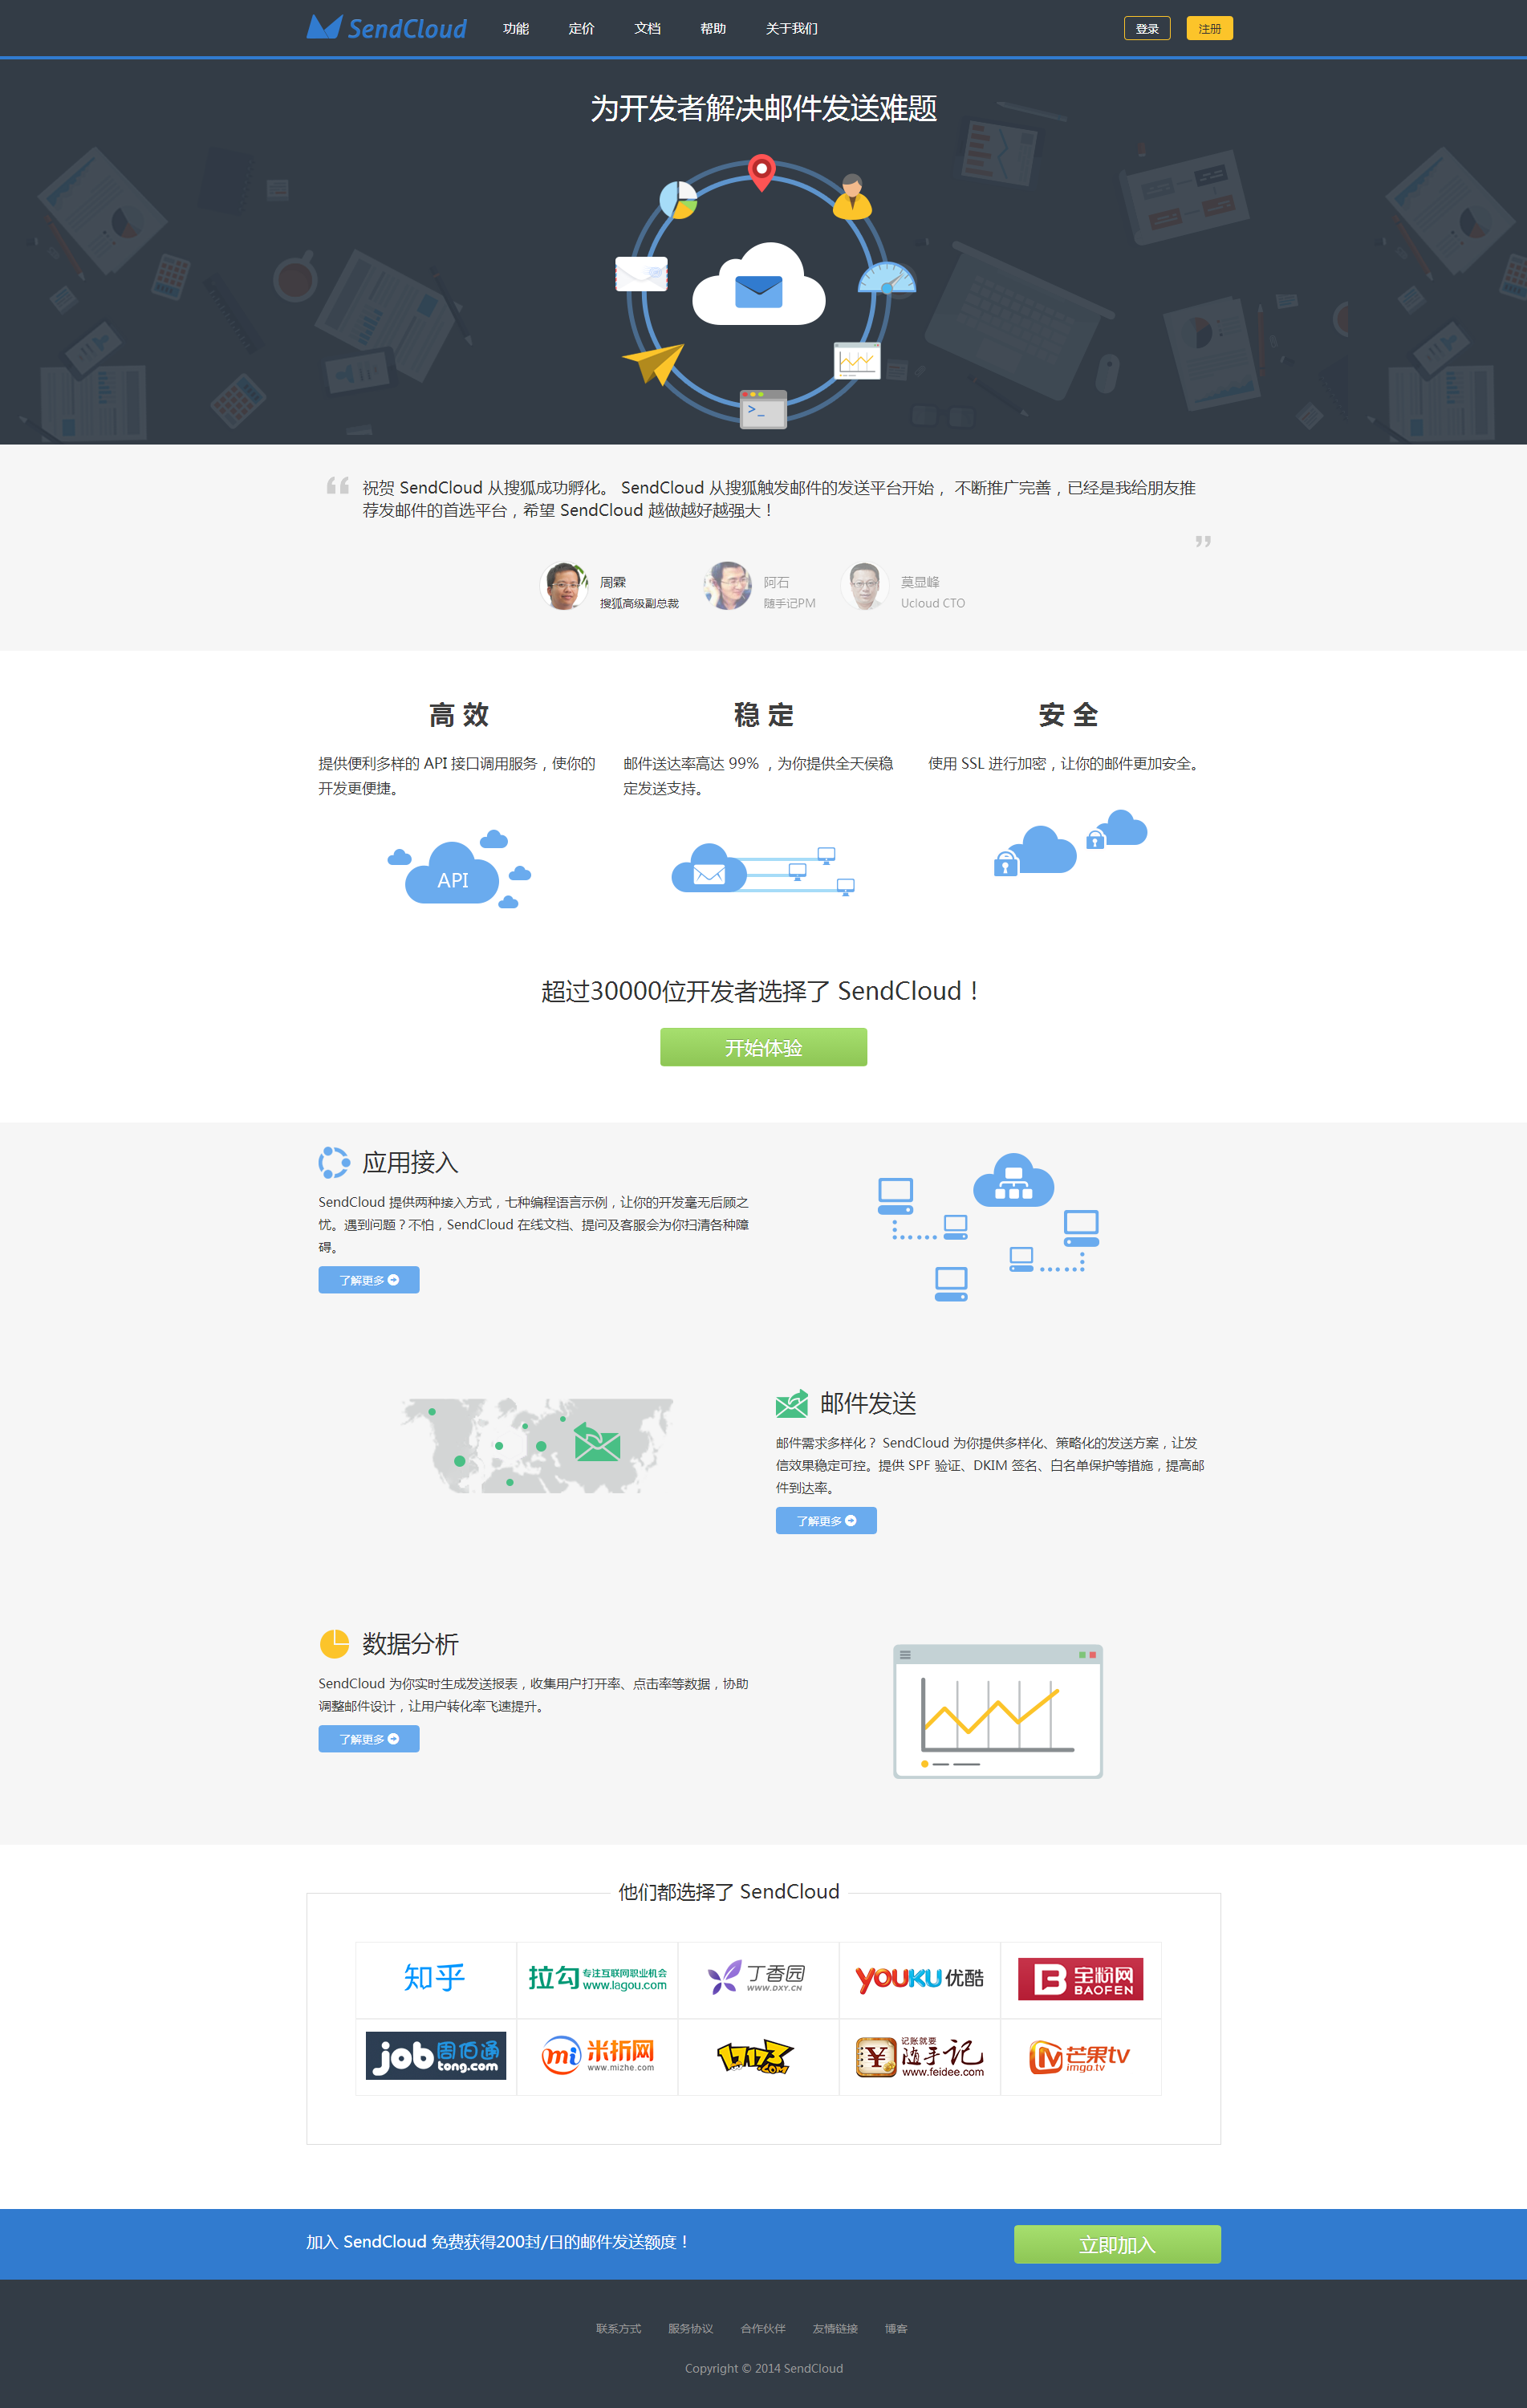 SendCloud 功能 定价 文档 帮助 关于我们 登录 注册
为开发者解决邮件发送难题
>_
祝贺 SendCloud 从搜狐成功孵化。 SendCloud 从搜狐触发邮件的发送平台开始， 不断推广完善，已经是我给朋友推
荐发邮件的首选平台，希望 SendCloud 越做越好越强大！
周霖
搜狐高级副总裁
阿石
随手记PM
莫显峰
Ucloud CTO
高 效
提供便利多样的 API 接口调用服务，使你的
开发更便捷。
API
稳 定
邮件送达率高达 99% ，为你提供全天侯稳
定发送支持。
安 全
使用 SSL 进行加密，让你的邮件更加安全。
超过30000位开发者选择了 SendCloud！
开始体验
应用接入
SendCloud 提供两种接入方式，七种编程语言示例，让你的开发毫无后顾之
忧。遇到问题？不怕，SendCloud 在线文档、提问及客服会为你扫清各种障
碍。
了解更多
邮件发送
邮件需求多样化？ SendCloud 为你提供多样化、策略化的发送方案，让发
信效果稳定可控。提供 SPF 验证、DKIM 签名、白名单保护等措施，提高邮
件到达率。
了解更多
数据分析
SendCloud 为你实时生成发送报表，收集用户打开率、点击率等数据，协助
调整邮件设计，让用户转化率飞速提升。
了解更多
他们都选择了 SendCloud
知乎
拉勾 专注互联网职业机会
www.lagou.com
丁香园
WWW.DXY.CN
YOUKU 优酷
B 宝粉网
BAOFEN
job 周伯通
tong.com
mi 米折网
www.mizhe.com
17173
.COM
记账就要
随手记
www.feidee.com
芒果tv
imgo.tv
加入 SendCloud 免费获得200封/日的邮件发送额度！
立即加入
联系方式 服务协议 合作伙伴 友情链接 博客
Copyright © 2014 SendCloud